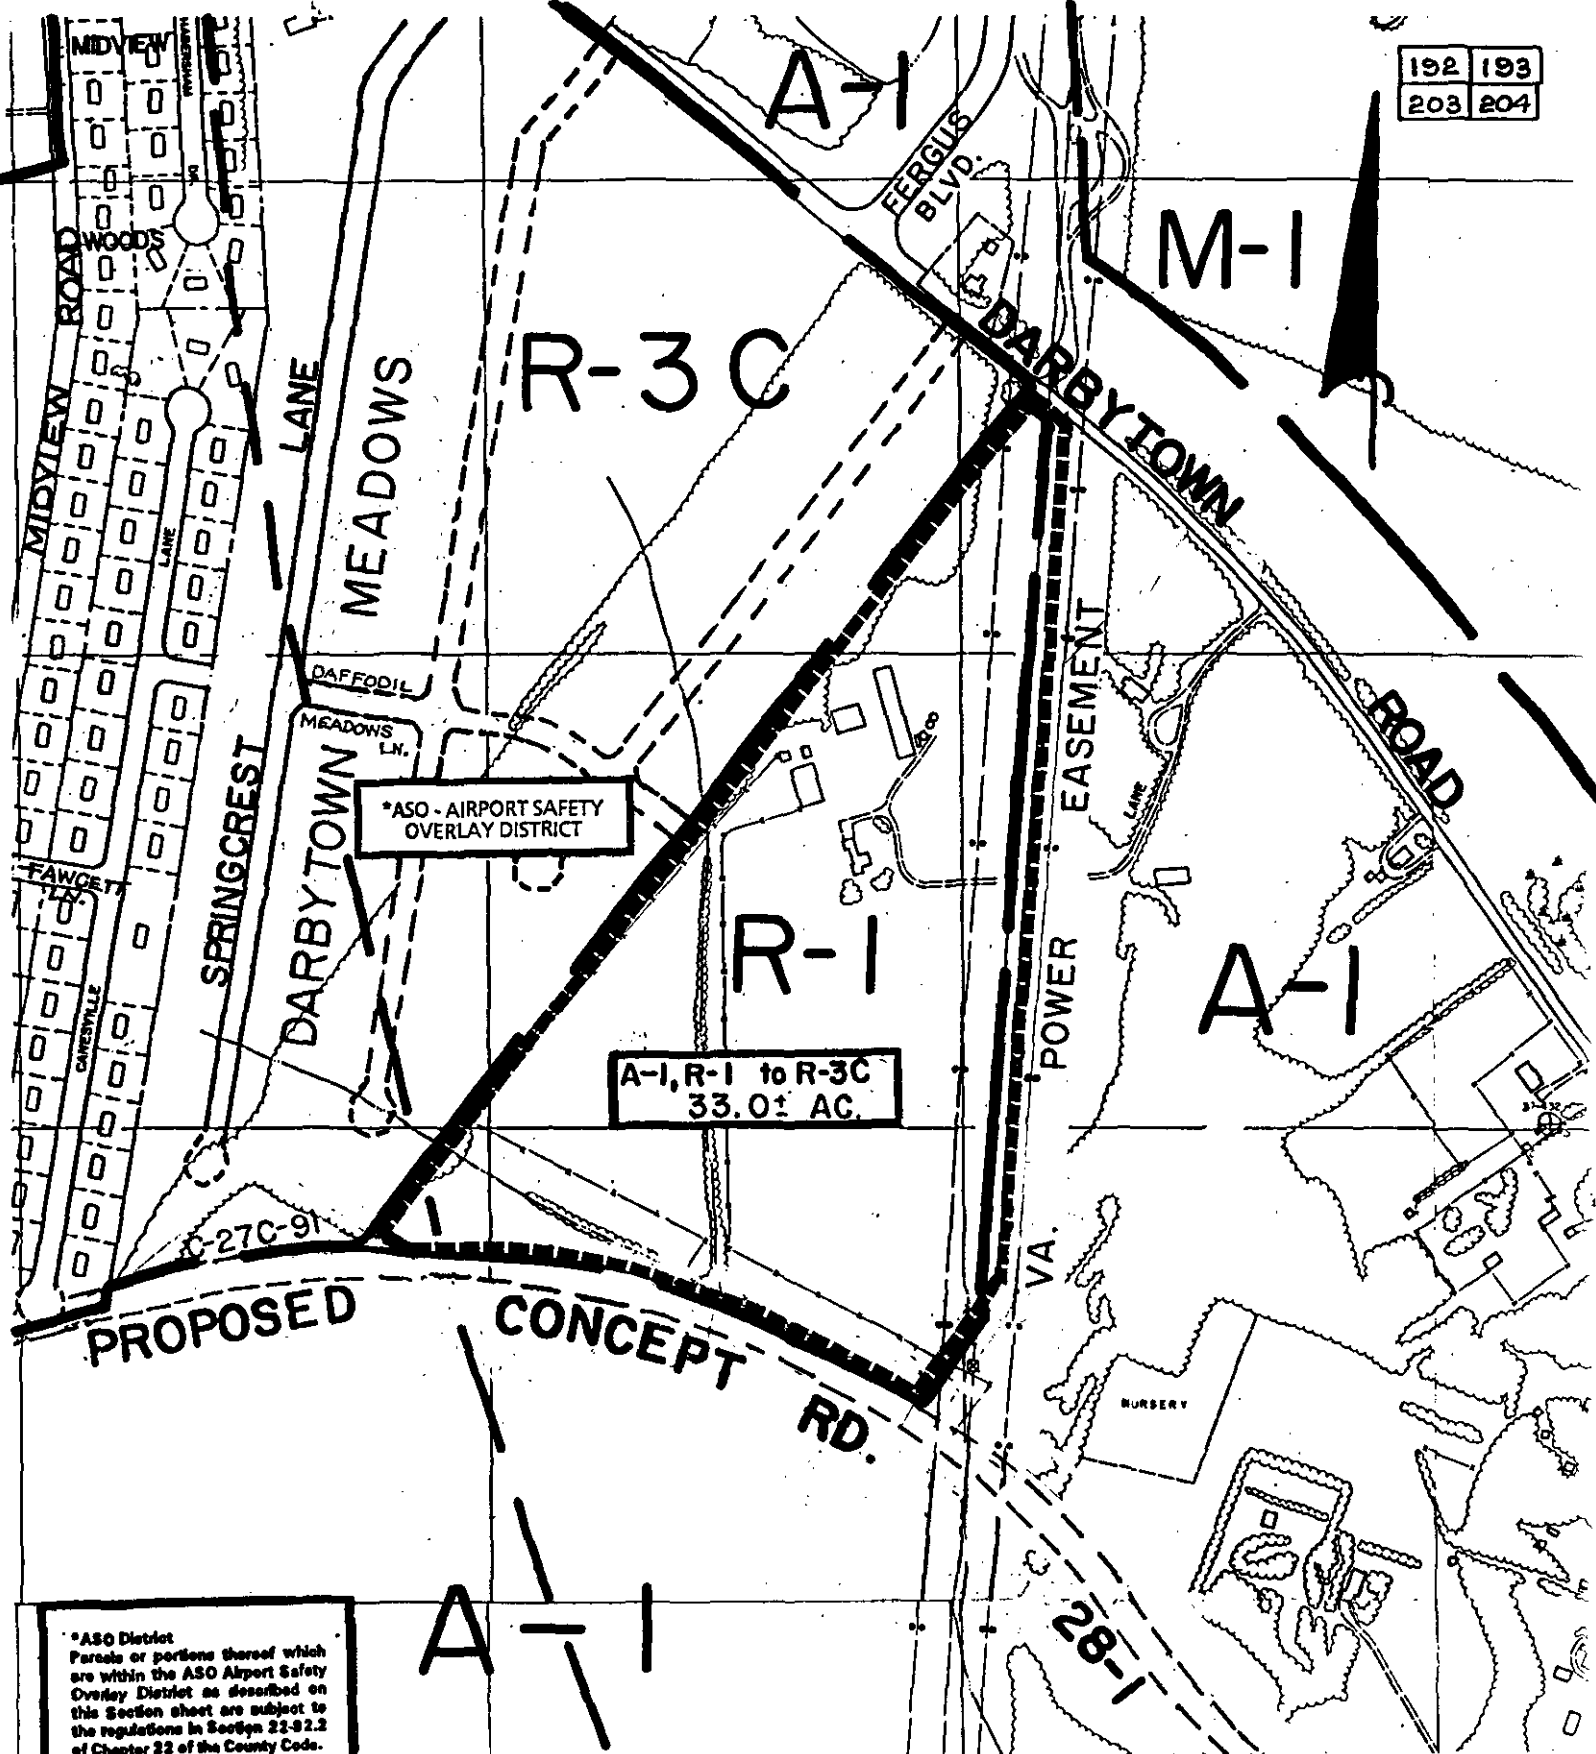 MIDVIEW
HABERSHAM
WOODS
A-1
FERGUS
BLVD.
192 193
203 204
M-1
ROAD
MIDVIEW
LANE
LANE
MEADOWS
R-3C
DARBYTOWN
ROAD
DAFFODIL
MEADOWS
LN.
SPRINGCREST
DARBYTOWN
*ASO - AIRPORT SAFETY
OVERLAY DISTRICT
FAWCETT
LN.
CANESVILLE
EASEMENT
LANE
POWER
VA.
R-1
A-1
A-1, R-1 to R-3C
33.0± AC.
C-27C-91
PROPOSED CONCEPT RD.
NURSERY
28-1
A-1
*ASO District
Parcels or portions thereof which
are within the ASO Airport Safety
Overlay District as described on
this Section sheet are subject to
the regulations in Section 22-82.2
of Chapter 22 of the County Code.